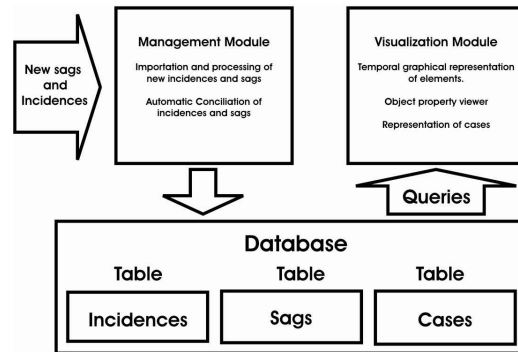 New sags
and
Incidences
Management Module
Importation and processing of
new incidences and sags
Automatic Conciliation of
incidences and sags
Visualization Module
Temporal graphical representation
of elements.
Object property viewer
Representation of cases
Queries
Database
Table
Table
Table
Incidences
Sags
Cases